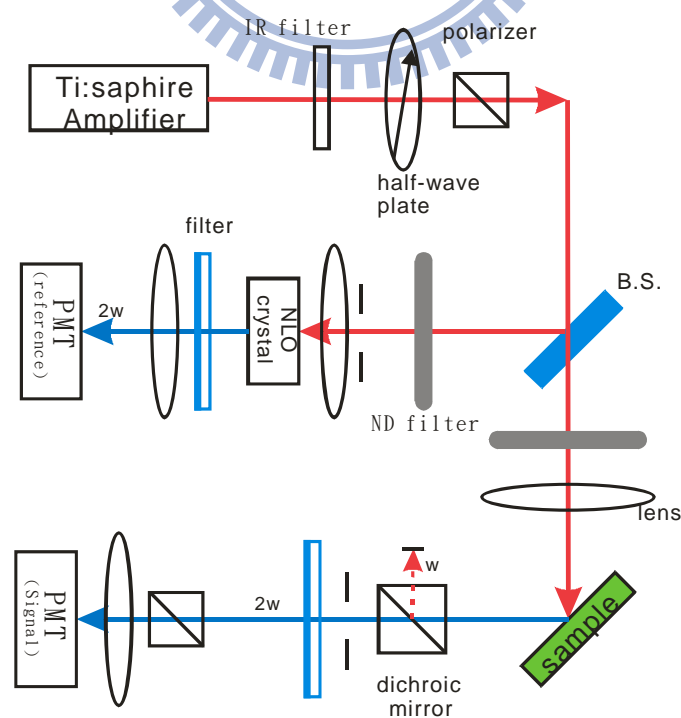 IR filter
polarizer
Ti:saphire
Amplifier
half-wave
plate
filter
B.S.
PMT
(reference)
2w
NLO
crystal
ND filter
lens
PMT
(Signal)
2w
w
sample
dichroic
mirror